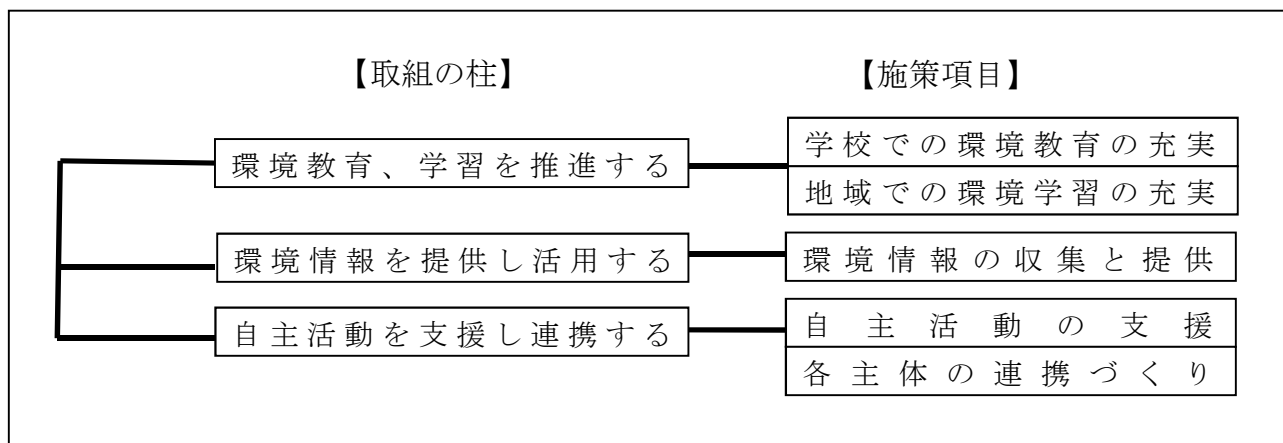 【取組の柱】 【施策項目】
環境教育、学習を推進する
学校での環境教育の充実
地域での環境学習の充実
環境情報を提供し活用する
環境情報の収集と提供
自主活動を支援し連携する
自主活動の支援
各主体の連携づくり